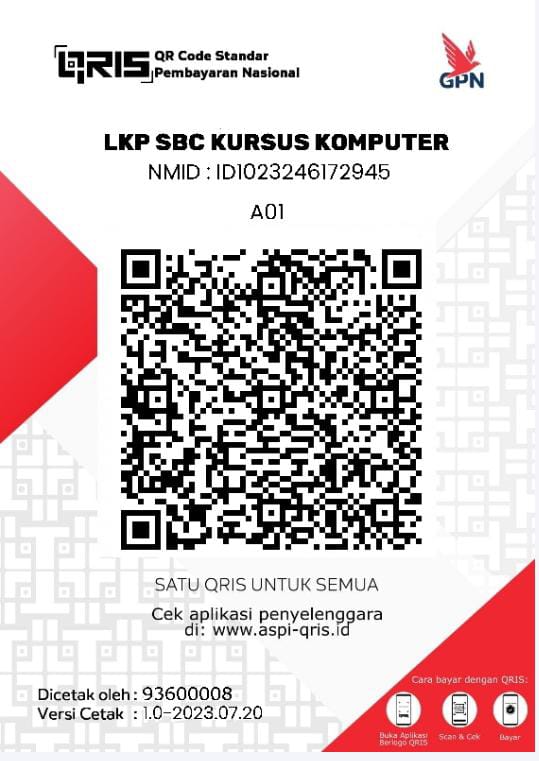 QRIS QR Code Standar
Pembayaran Nasional
GPN
LKP SBC KURSUS KOMPUTER
NMID : ID1023246172945
A01
SATU QRIS UNTUK SEMUA
Cek aplikasi penyelenggara
di: www.aspi-qris.id
Dicetak oleh : 93600008
Versi Cetak : 1.0-2023.07.20
Cara bayar dengan QRIS:
Buka Aplikasi
Berlogo QRIS
Scan & Cek
Bayar